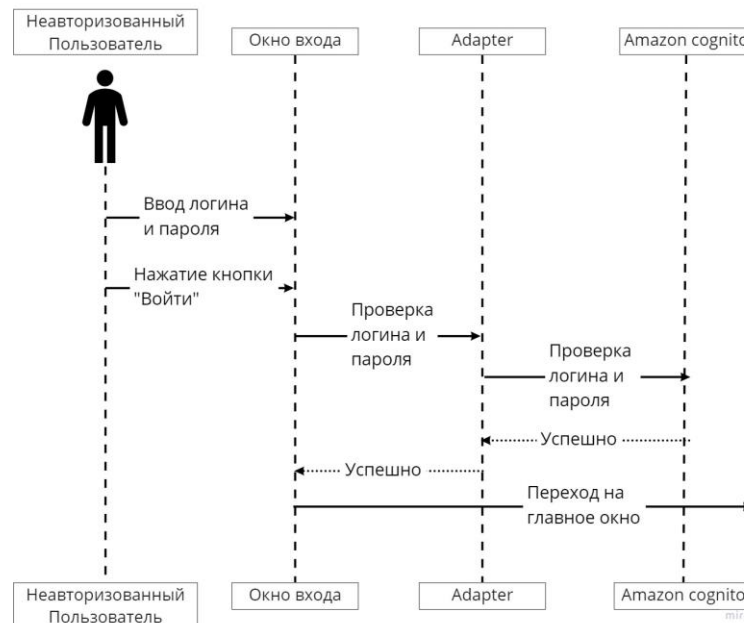 Неавторизованный
Пользователь
Окно входа
Adapter
Amazon cognito
Ввод логина
и пароля
Нажатие кнопки
"Войти"
Проверка
логина и
пароля
Проверка
логина и
пароля
Успешно
Успешно
Переход на
главное окно
Неавторизованный
Пользователь
Окно входа
Adapter
Amazon cognito